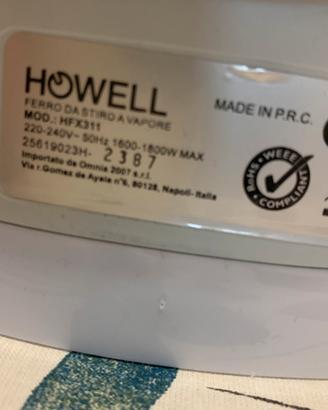 HOWELL
FERRO DA STIRO A VAPORE
MOD.: HFX311
220-240V~ 50Hz 1600-1800W MAX
25619023H- 2387
Importato da Omnia 2007 s.r.l.
Via r.Gomez de Ayala n°6, 80128, Napoli- Italia
MADE IN P.R.C.
RoHS WEEE
COMPLIANT